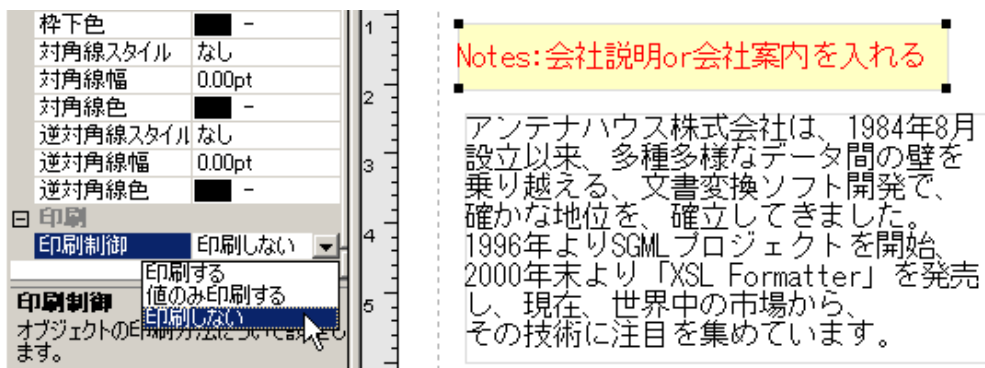 枠下色 -
対角線スタイル なし
対角線幅 0.00pt
対角線色 -
逆対角線スタイル なし
逆対角線幅 0.00pt
逆対角線色 -
印刷
印刷制御 印刷しない
印刷する
値のみ印刷する
印刷しない
印刷制御
オブジェクトの印刷方法について設定し
ます。
1
2
3
4
5
Notes:会社説明or会社案内を入れる
アンテナハウス株式会社は、1984年8月
設立以来、多種多様なデータ間の壁を
乗り越える、文書変換ソフト開発で、
確かな地位を、確立してきました。
1996年よりSGMLプロジェクトを開始、
2000年末より「XSL Formatter」を発売
し、現在、世界中の市場から、
その技術に注目を集めています。